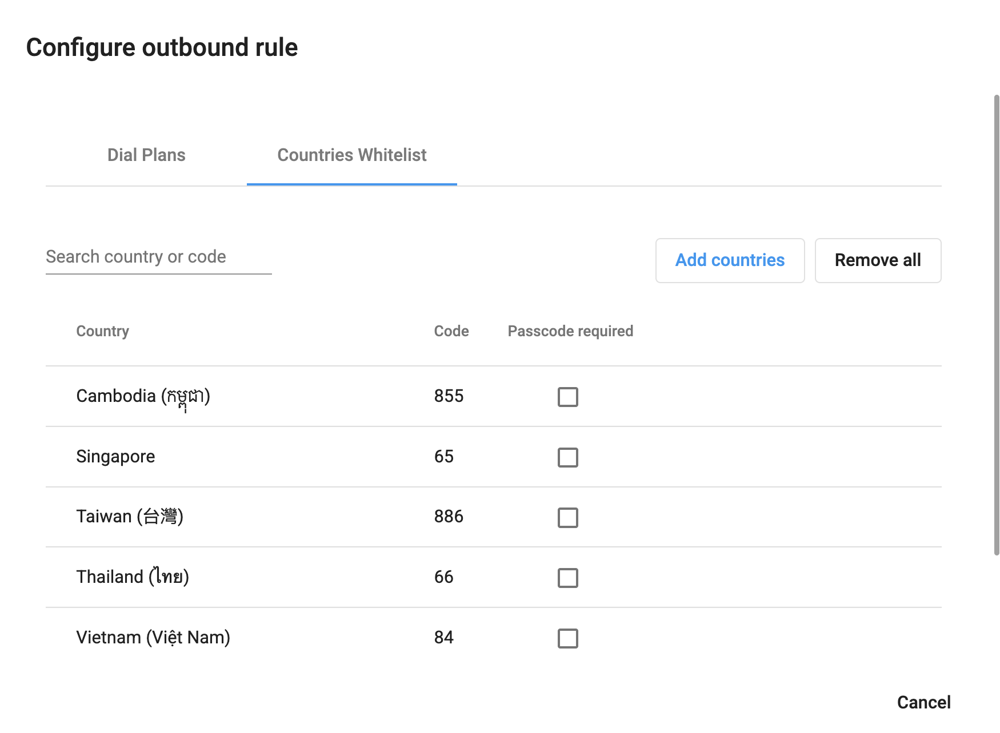 Configure outbound rule
Dial Plans Countries Whitelist
Search country or code Add countries Remove all
Country Code Passcode required
Cambodia (កម្ពុជា) 855
Singapore 65
Taiwan (台灣) 886
Thailand (ไทย) 66
Vietnam (Việt Nam) 84
Cancel